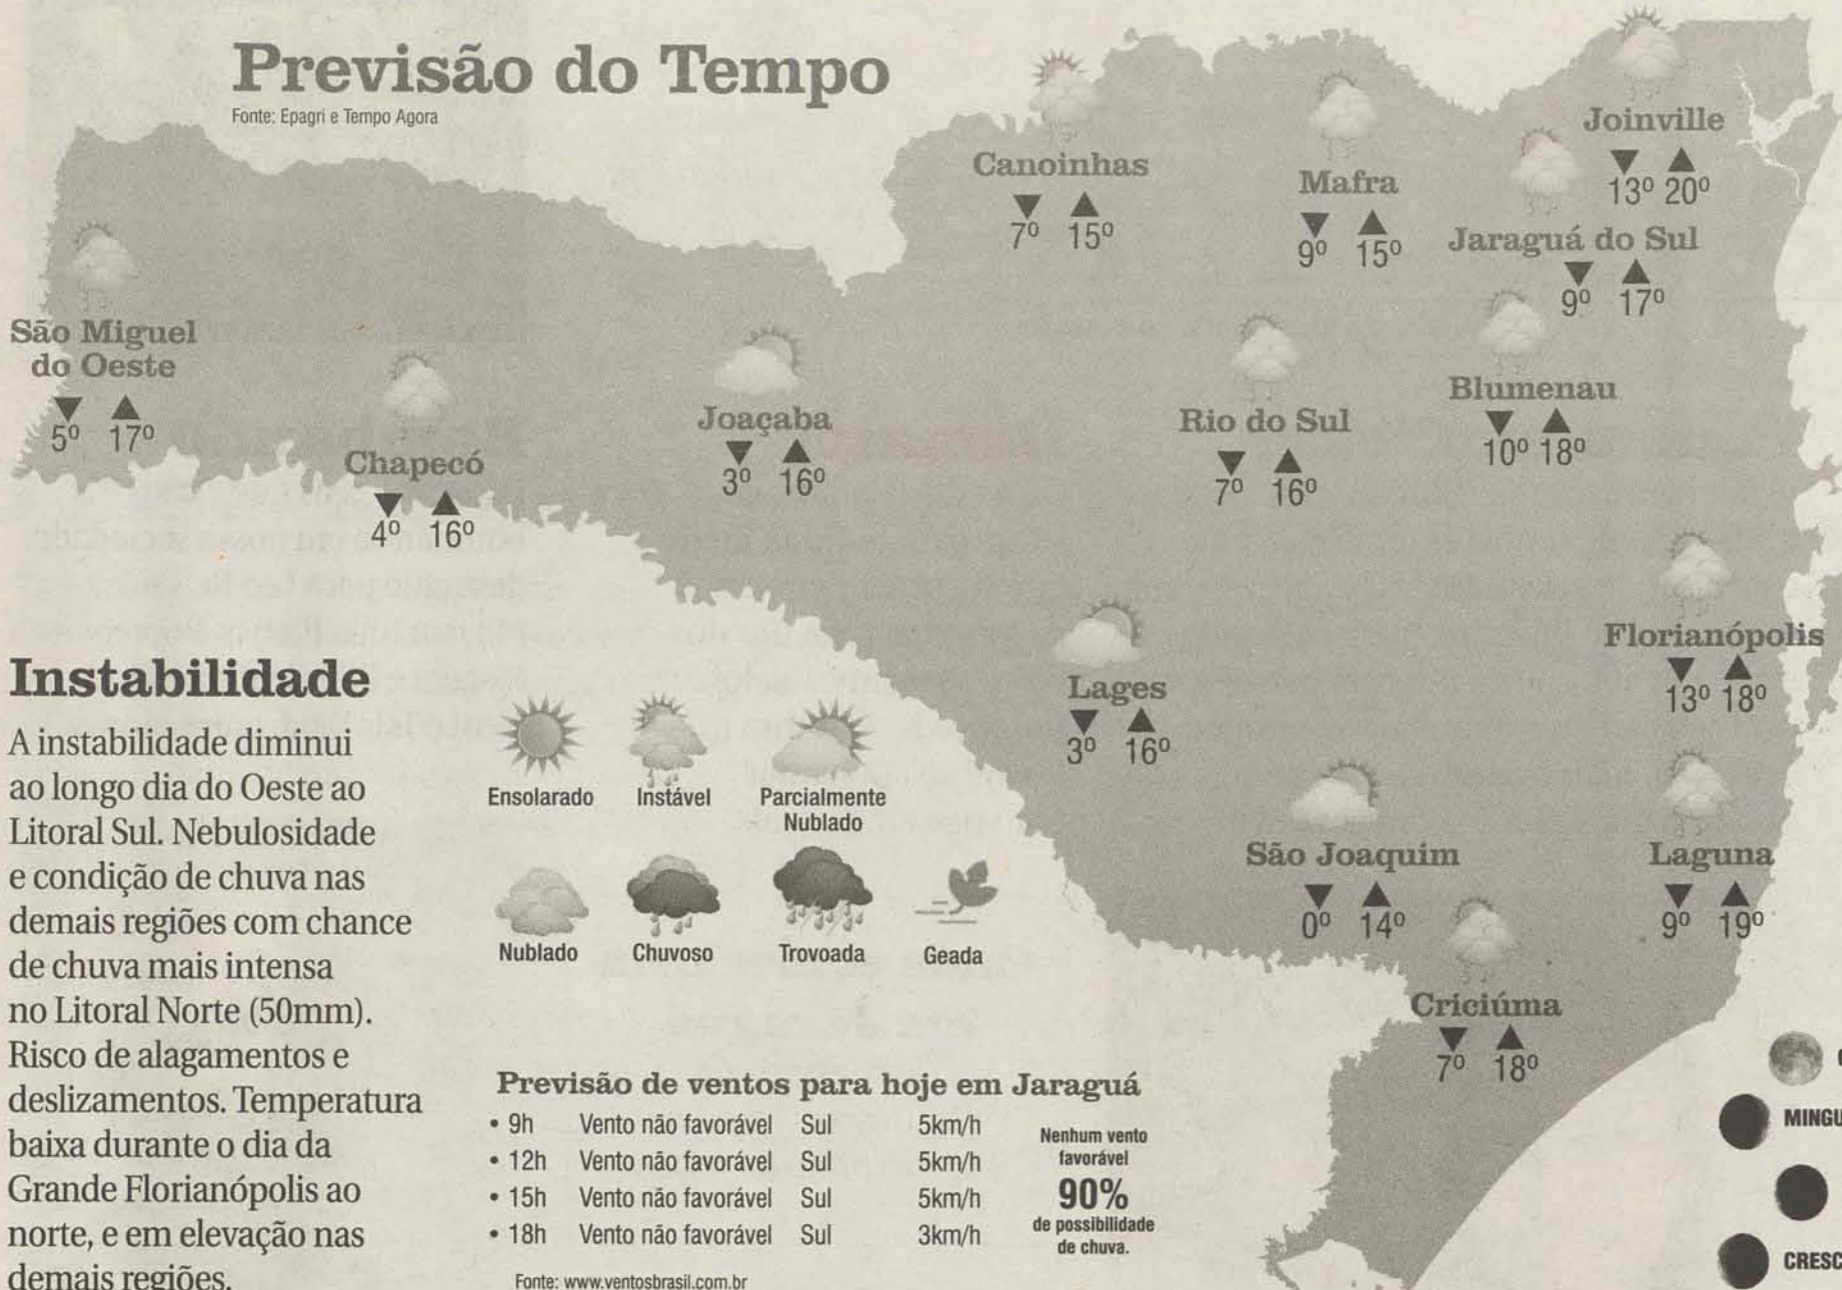 Previsão do Tempo
Fonte: Epagri e Tempo Agora
Joinville
13º 20º
Canoinhas
7º 15º
Mafra
9º 15º
Jaraguá do Sul
9º 17º
São Miguel
do Oeste
5º 17º
Chapecó
4º 16º
Joaçaba
3º 16º
Rio do Sul
7º 16º
Blumenau
10º 18º
Florianópolis
13º 18º
Lages
3º 16º
São Joaquim
0º 14º
Laguna
9º 19º
Criciúma
7º 18º
Instabilidade
A instabilidade diminui
ao longo dia do Oeste ao
Litoral Sul. Nebulosidade
e condição de chuva nas
demais regiões com chance
de chuva mais intensa
no Litoral Norte (50mm).
Risco de alagamentos e
deslizamentos. Temperatura
baixa durante o dia da
Grande Florianópolis ao
norte, e em elevação nas
demais regiões.
Ensolarado
Instável
Parcialmente
Nublado
Nublado
Chuvoso
Trovoada
Geada
Previsão de ventos para hoje em Jaraguá
• 9h Vento não favorável Sul 5km/h
• 12h Vento não favorável Sul 5km/h
• 15h Vento não favorável Sul 5km/h
• 18h Vento não favorável Sul 3km/h
Nenhum vento
favorável
90%
de possibilidade
de chuva.
Fonte: www.ventosbrasil.com.br
MINGU
CRESC